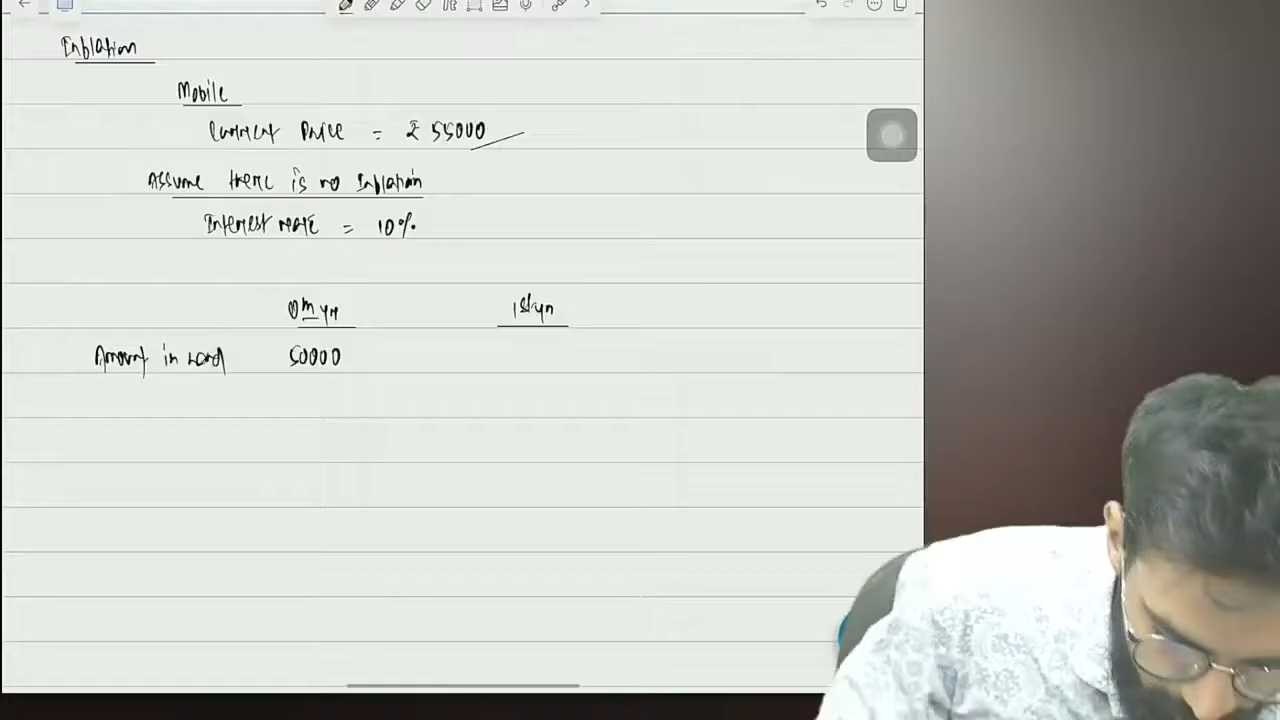 Inflation
Mobile
Current Price = ₹ 55000
Assume there is no Inflation
Interest rate = 10%
0th yr 1st yr
Amount in hand 50000